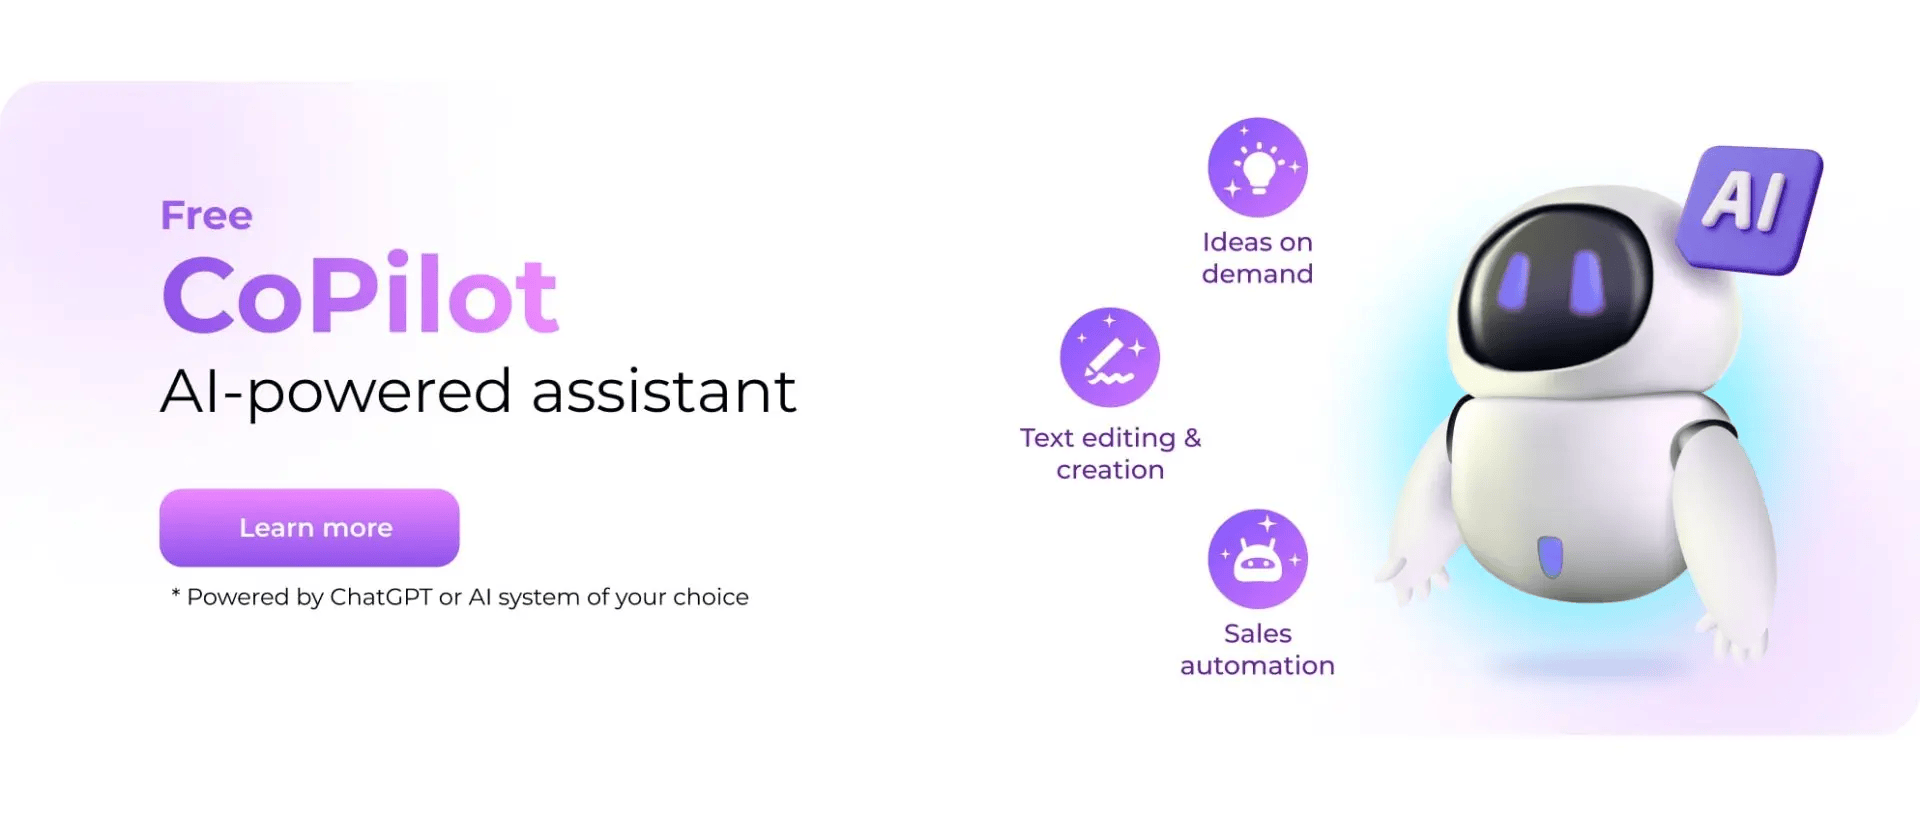 Free
CoPilot
AI-powered assistant
Learn more
* Powered by ChatGPT or AI system of your choice
Ideas on
demand
Text editing &
creation
Sales
automation
AI